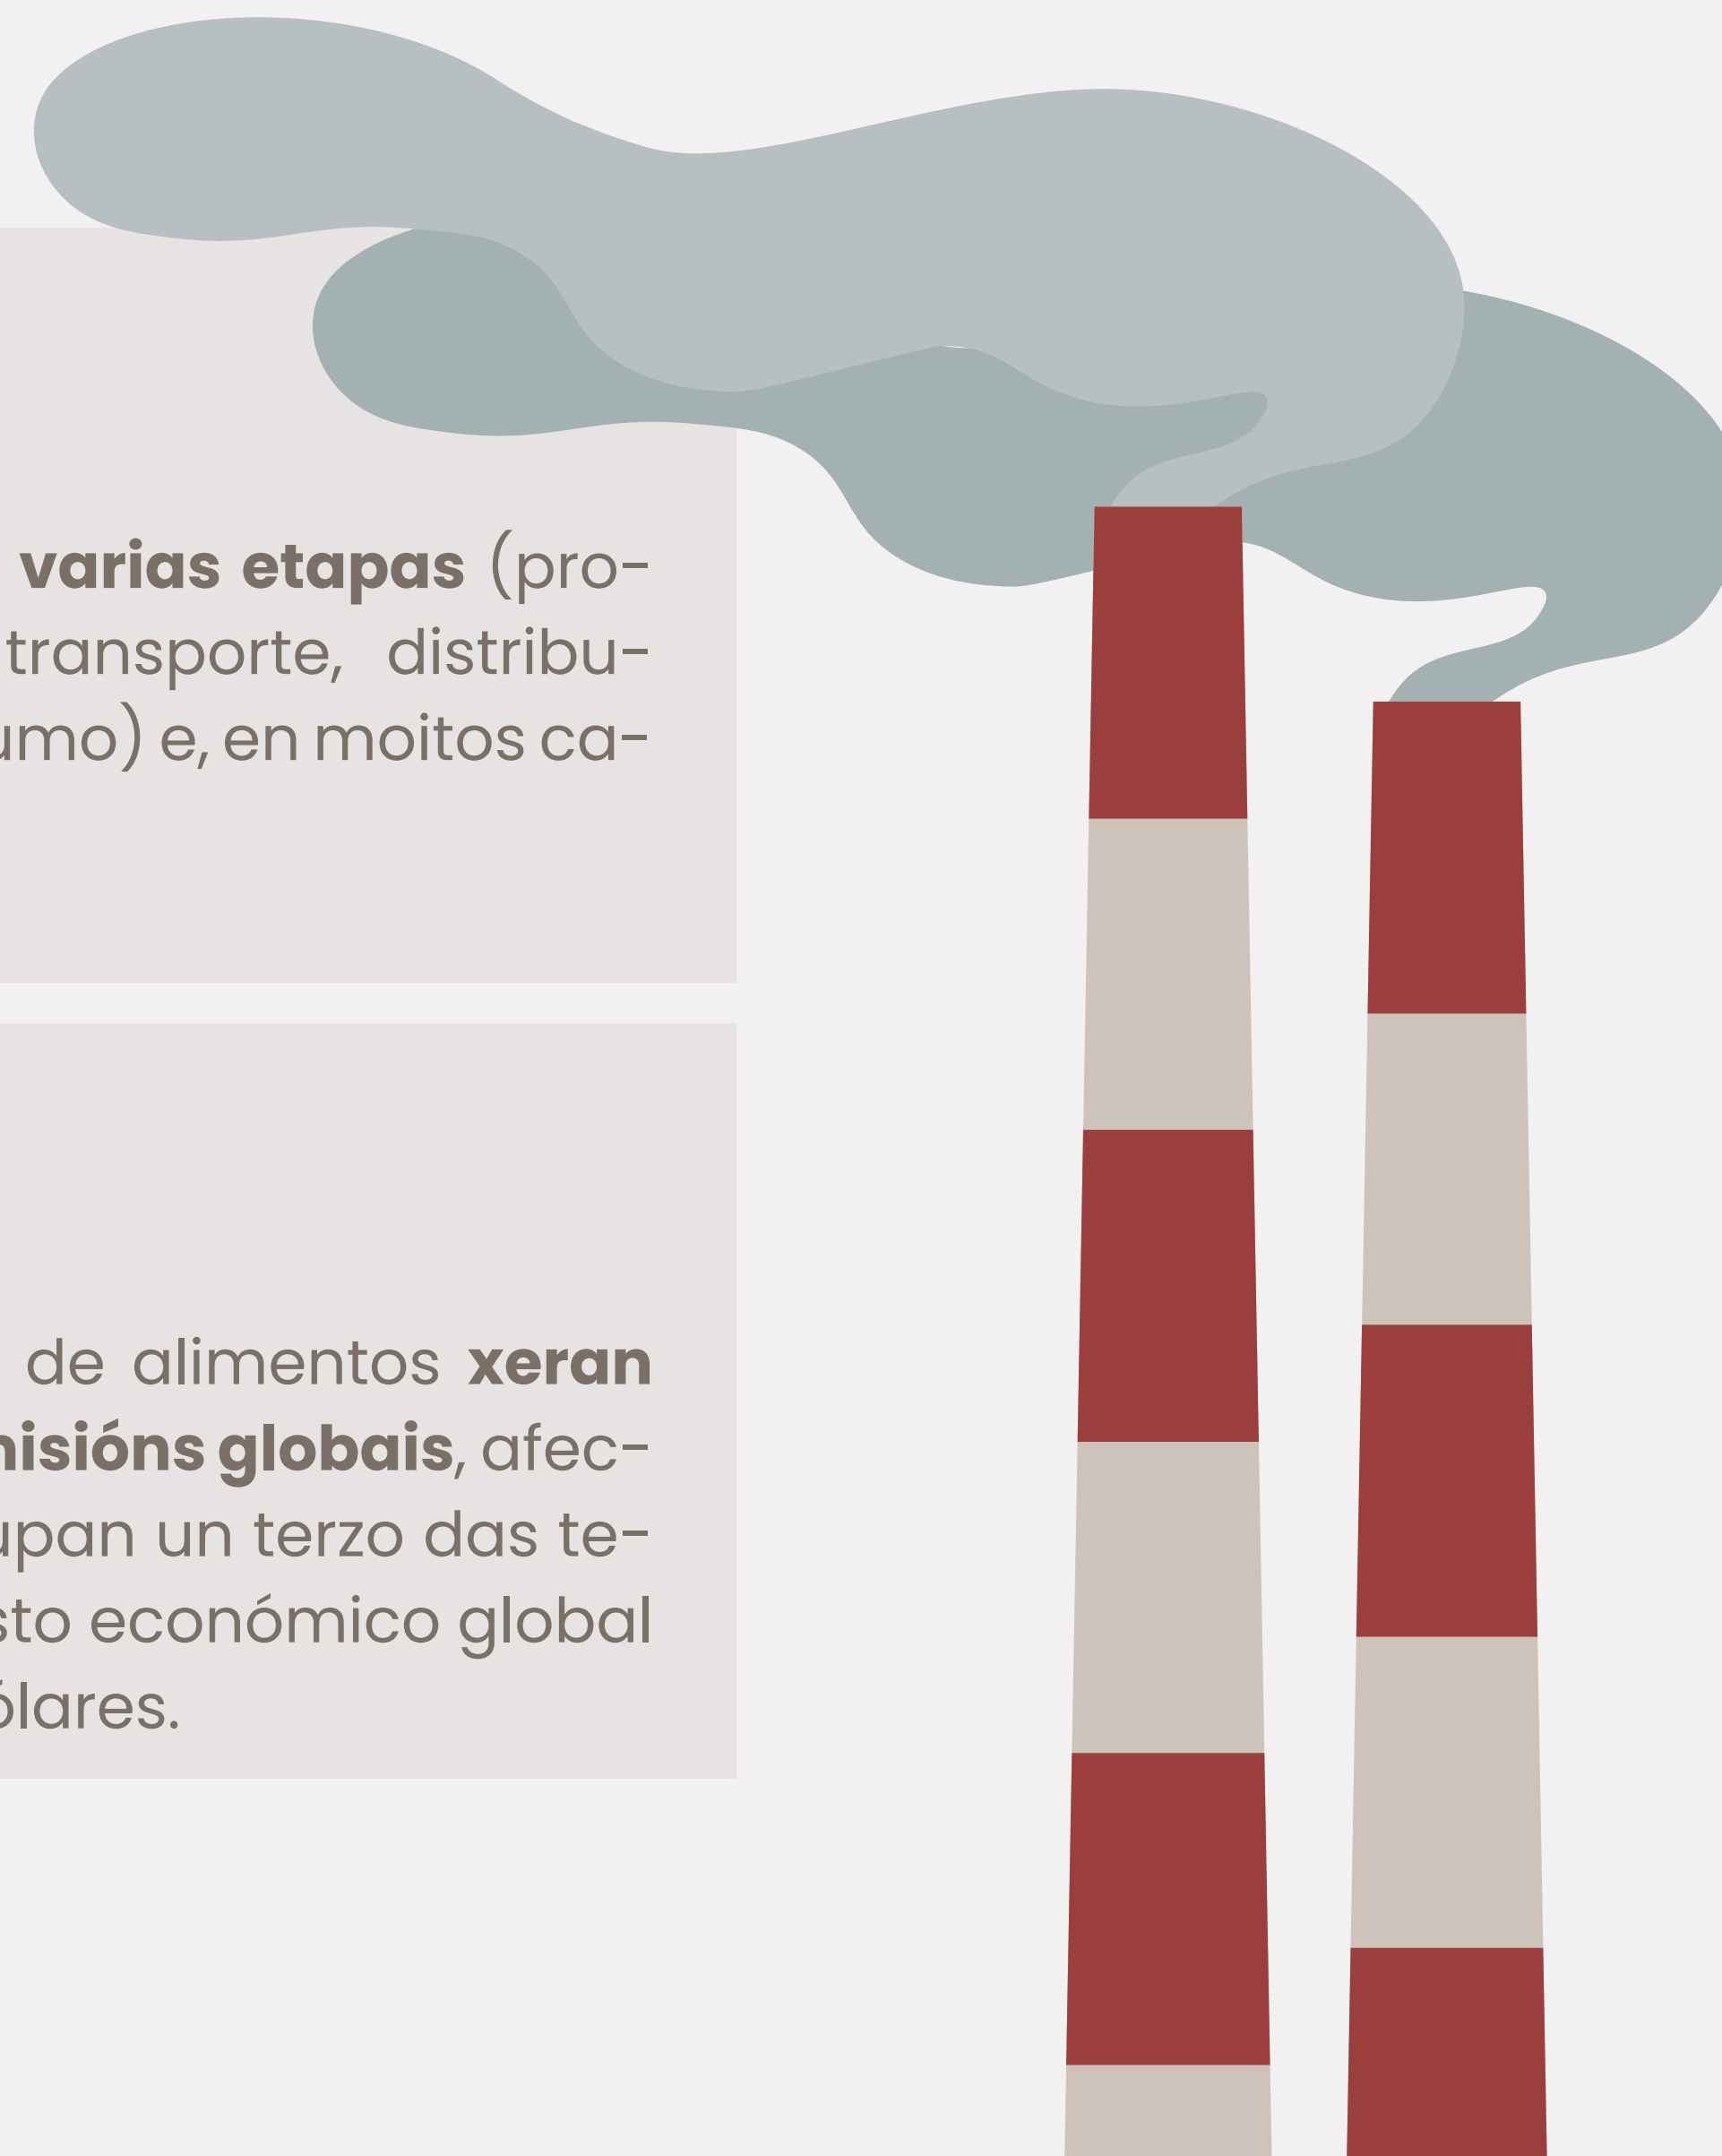 varias etapas (pro-
transporte, distribu-
umo) e, en moitos ca-
de alimentos xeran
misións globais, afec-
upan un terzo das te-
sto económico global
ólares.